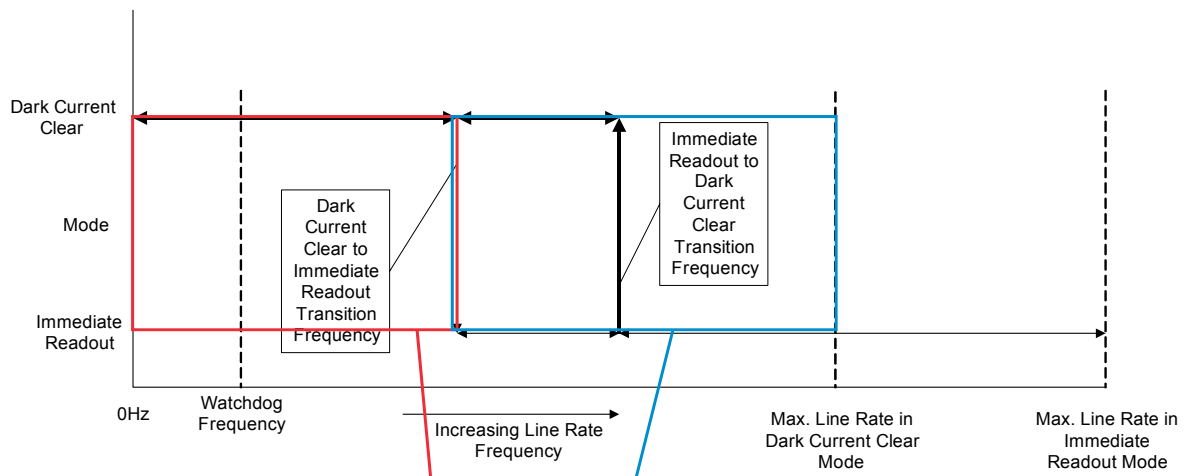 Dark Current
Clear
Mode
Immediate
Readout
Dark
Current
Clear to
Immediate
Readout
Transition
Frequency
Immediate
Readout to
Dark
Current
Clear
Transition
Frequency
0Hz
Watchdog
Frequency
Increasing Line Rate
Frequency
Max. Line Rate in
Dark Current Clear
Mode
Max. Line Rate in
Immediate
Readout Mode